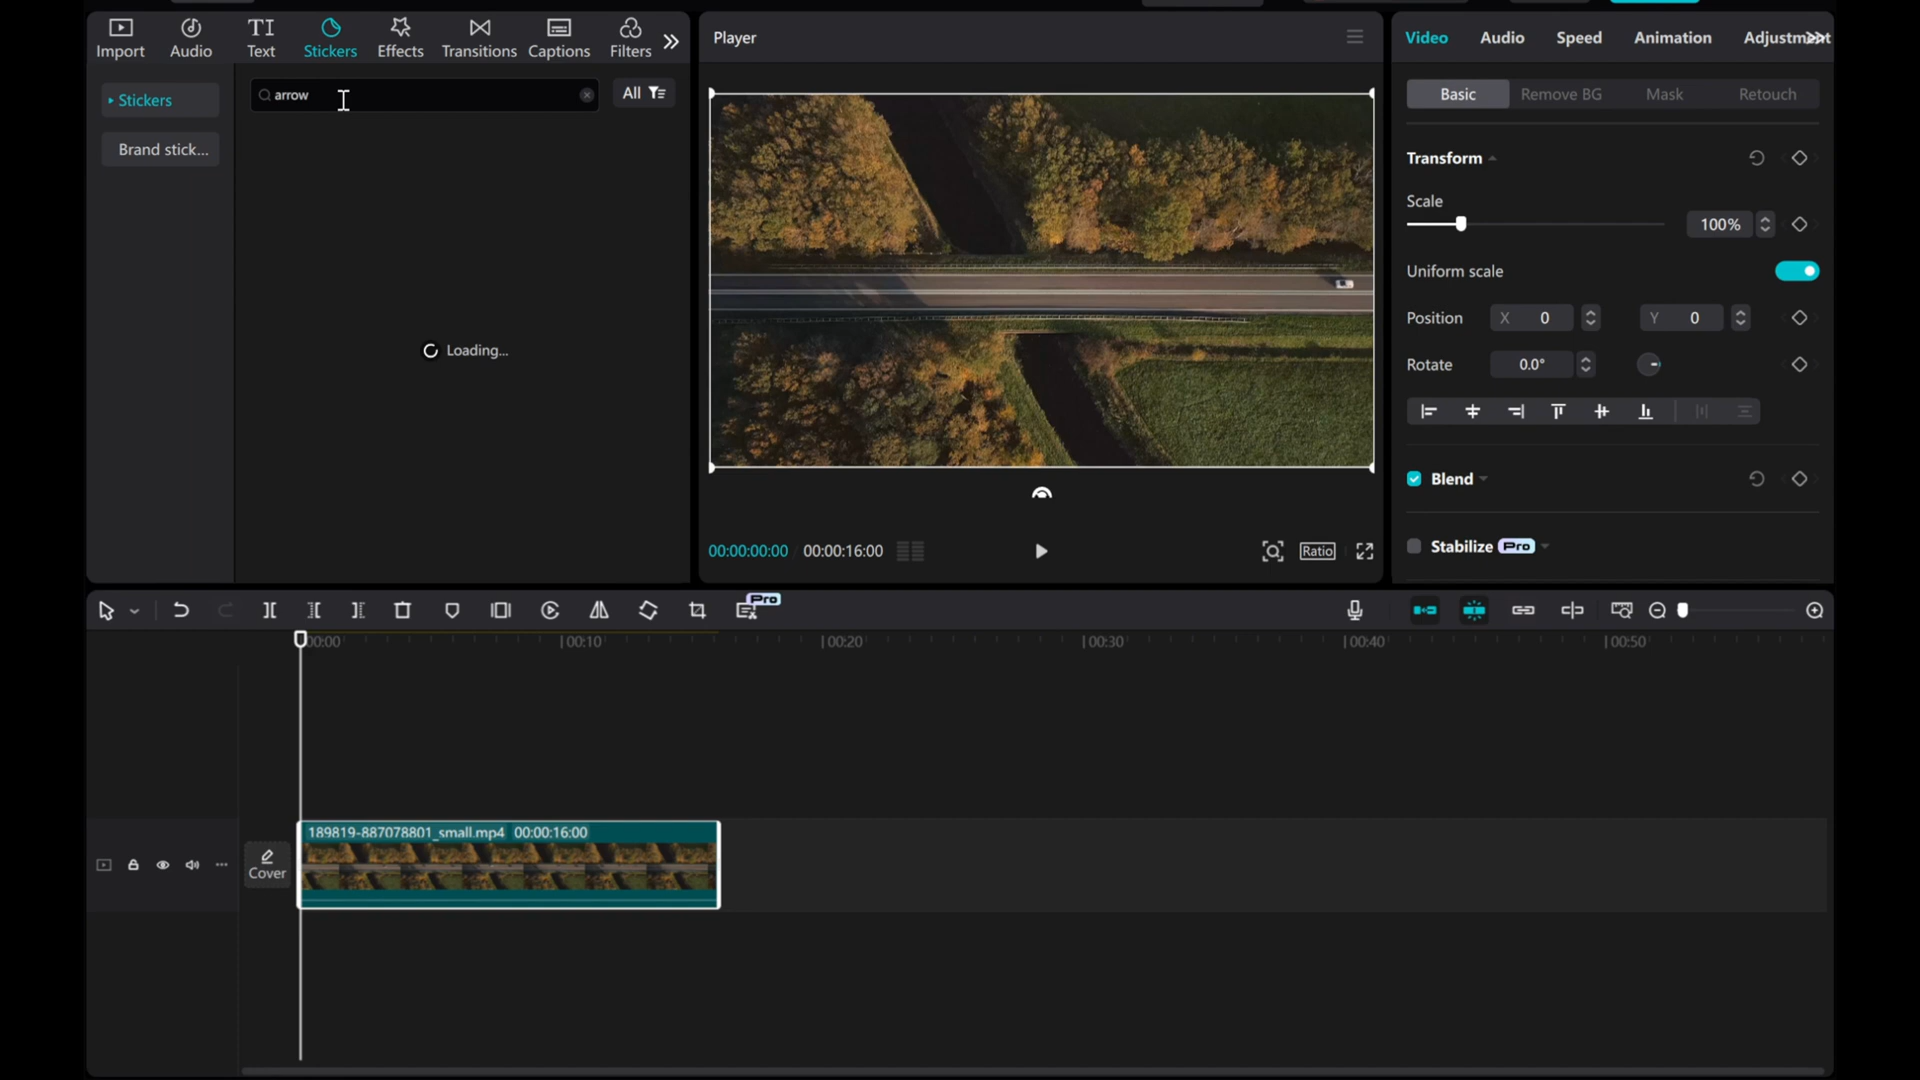 Import Audio Text Stickers Effects Transitions Captions Filters
Stickers
Brand stick...
arrow
All
Loading...
Player
00:00:00:00 00:00:16:00
Ratio
Video Audio Speed Animation Adjustment
Basic Remove BG Mask Retouch
Transform
Scale
100%
Uniform scale
Position X 0 Y 0
Rotate 0.0°
Blend
Stabilize Pro
Pro
00:00 00:10 00:20 00:30 00:40 00:50
189819-887078801_small.mp4 00:00:16:00
Cover